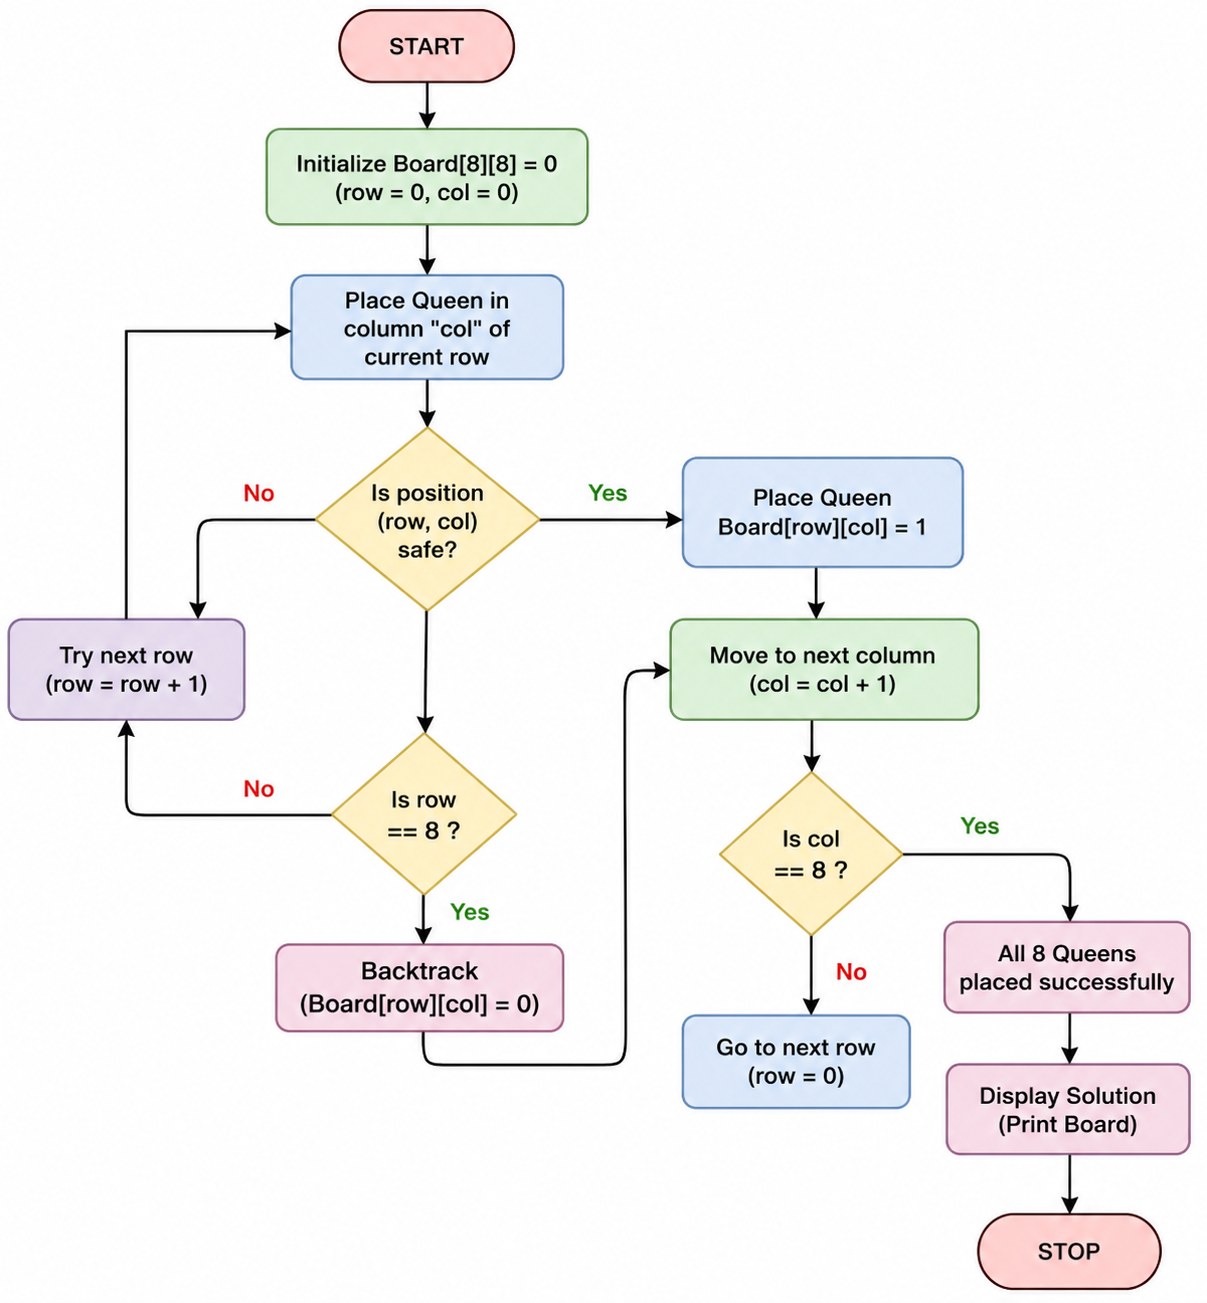 START
Initialize Board[8][8] = 0
(row = 0, col = 0)
Place Queen in
column "col" of
current row
Is position
(row, col)
safe?
No
Yes
Place Queen
Board[row][col] = 1
Try next row
(row = row + 1)
Move to next column
(col = col + 1)
No
Is row
== 8 ?
Yes
Is col
== 8 ?
Yes
Backtrack
(Board[row][col] = 0)
No
All 8 Queens
placed successfully
Go to next row
(row = 0)
Display Solution
(Print Board)
STOP